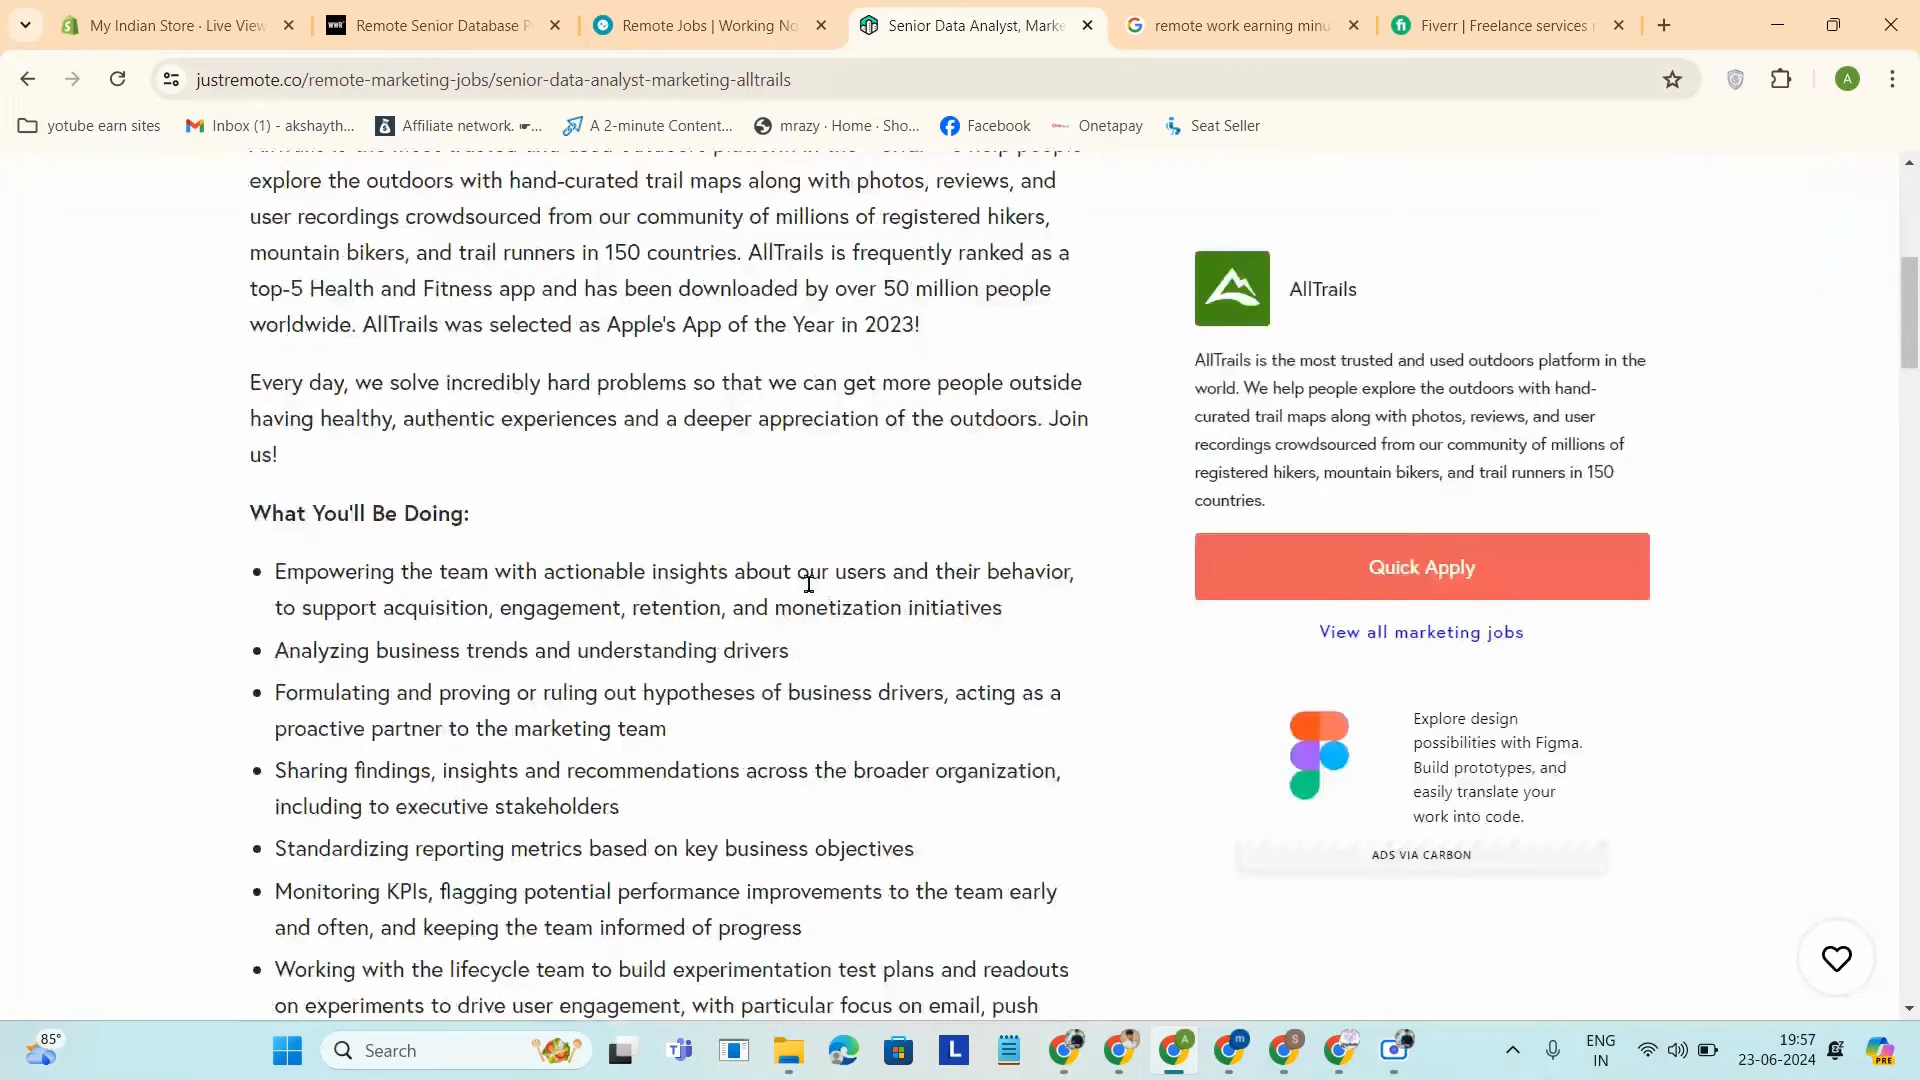 My Indian Store · Live View
Remote Senior Database P
Remote Jobs | Working No
Senior Data Analyst, Marke
remote work earning minu
Fiverr | Freelance services
justremote.co/remote-marketing-jobs/senior-data-analyst-marketing-alltrails
A
yotube earn sites
Inbox (1) - akshayth...
Affiliate network. ☛...
A 2-minute Content...
mrazy · Home · Sho...
Facebook
Onetapay
Seat Seller
explore the outdoors with hand-curated trail maps along with photos, reviews, and
user recordings crowdsourced from our community of millions of registered hikers,
mountain bikers, and trail runners in 150 countries. AllTrails is frequently ranked as a
top-5 Health and Fitness app and has been downloaded by over 50 million people
worldwide. AllTrails was selected as Apple's App of the Year in 2023!
Every day, we solve incredibly hard problems so that we can get more people outside
having healthy, authentic experiences and a deeper appreciation of the outdoors. Join
us!
What You'll Be Doing:
• Empowering the team with actionable insights about our users and their behavior,
to support acquisition, engagement, retention, and monetization initiatives
• Analyzing business trends and understanding drivers
• Formulating and proving or ruling out hypotheses of business drivers, acting as a
proactive partner to the marketing team
• Sharing findings, insights and recommendations across the broader organization,
including to executive stakeholders
• Standardizing reporting metrics based on key business objectives
• Monitoring KPIs, flagging potential performance improvements to the team early
and often, and keeping the team informed of progress
• Working with the lifecycle team to build experimentation test plans and readouts
on experiments to drive user engagement, with particular focus on email, push
AllTrails
AllTrails is the most trusted and used outdoors platform in the
world. We help people explore the outdoors with hand-
curated trail maps along with photos, reviews, and user
recordings crowdsourced from our community of millions of
registered hikers, mountain bikers, and trail runners in 150
countries.
Quick Apply
View all marketing jobs
Explore design
possibilities with Figma.
Build prototypes, and
easily translate your
work into code.
ADS VIA CARBON
85°
Search
ENG
IN
19:57
23-06-2024